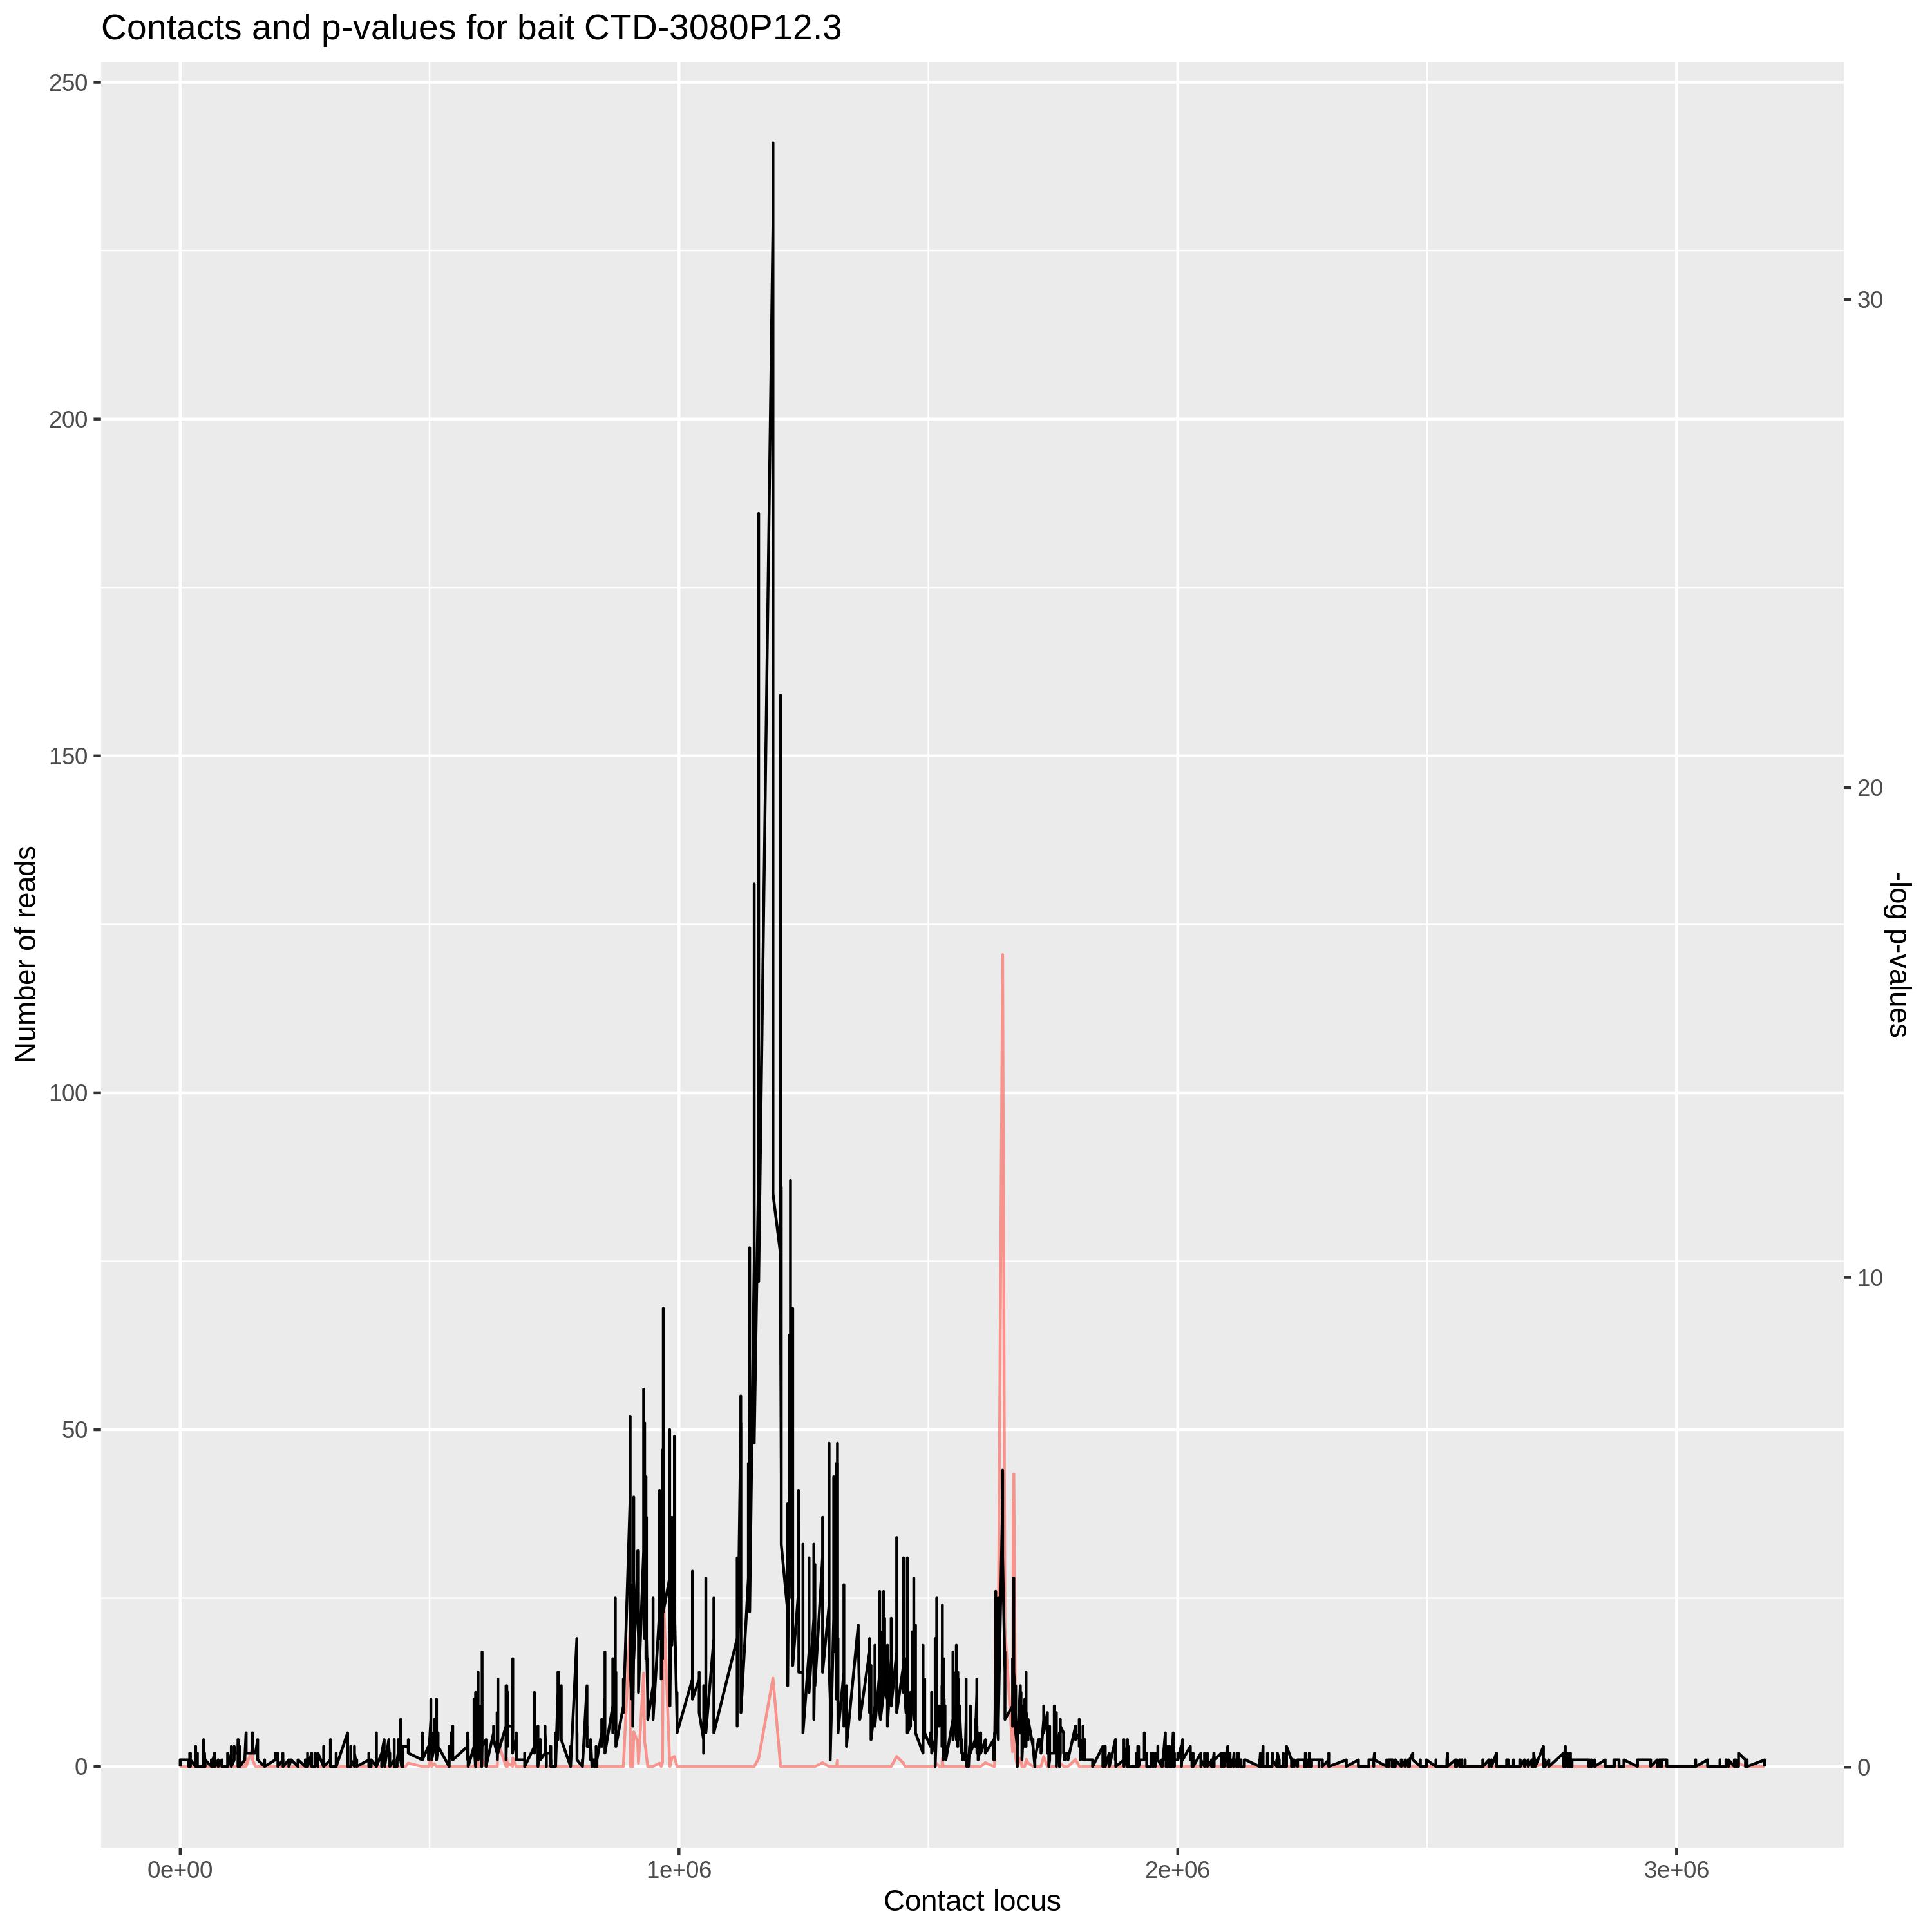 Contacts and p-values for bait CTD-3080P12.3
250
200
150
100
50
0
Number of reads
30
20
10
0
-log p-values
0e+00 1e+06 2e+06 3e+06
Contact locus